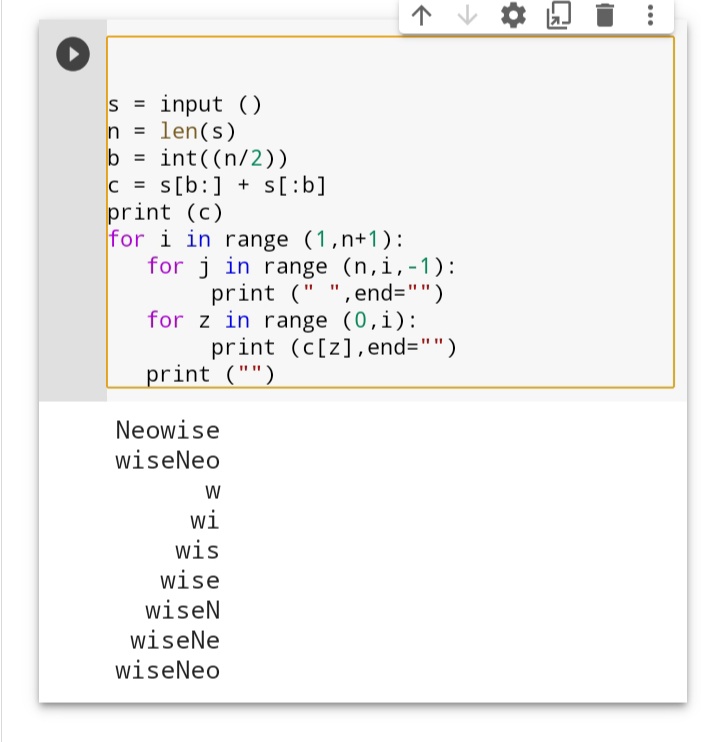 s = input ()
n = len(s)
b = int((n/2))
c = s[b:] + s[:b]
print (c)
for i in range (1,n+1):
   for j in range (n,i,-1):
        print (" ",end="")
   for z in range (0,i):
        print (c[z],end="")
   print ("")
Neowise
wiseNeo
      w
     wi
    wis
   wise
  wiseN
 wiseNe
wiseNeo